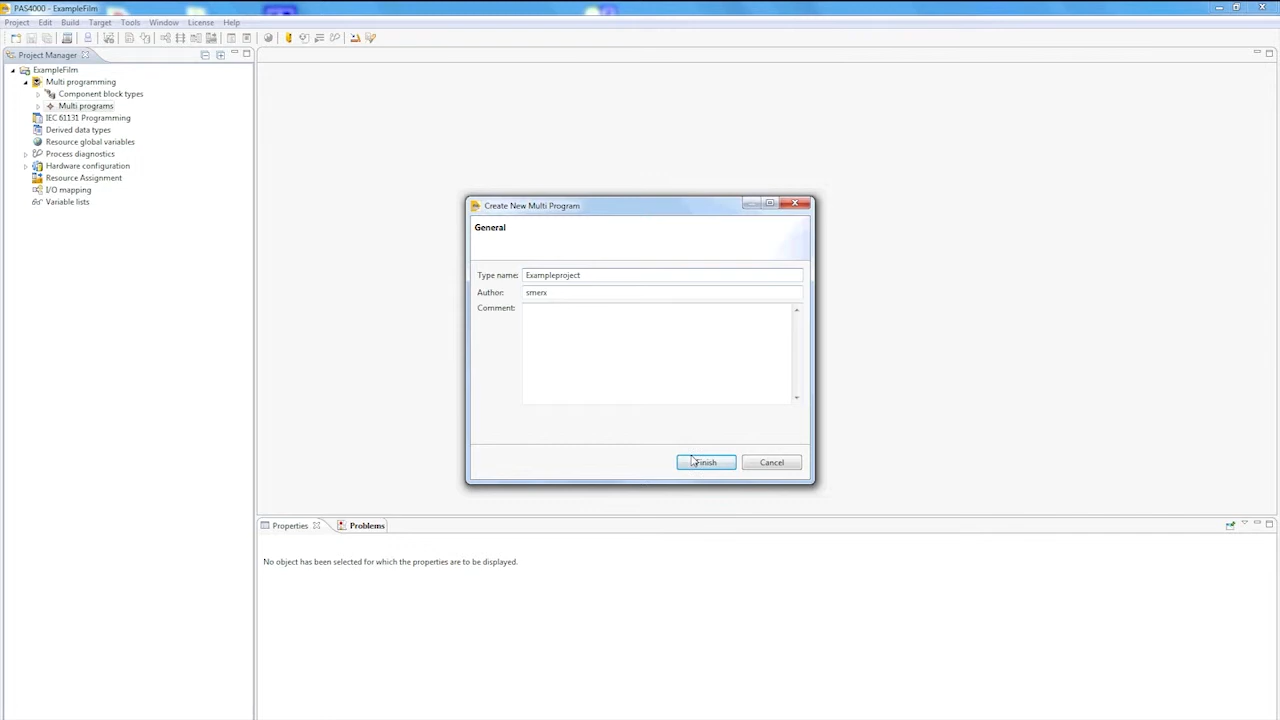 PAS4000 - ExampleFilm
Project Edit Build Target Tools Window License Help
Project Manager
ExampleFilm
Multi programming
Component block types
Multi programs
IEC 61131 Programming
Derived data types
Resource global variables
Process diagnostics
Hardware configuration
Resource Assignment
I/O mapping
Variable lists
Create New Multi Program
General
Type name: Exampleproject
Author: smerx
Comment:
Finish Cancel
Properties Problems
No object has been selected for which the properties are to be displayed.